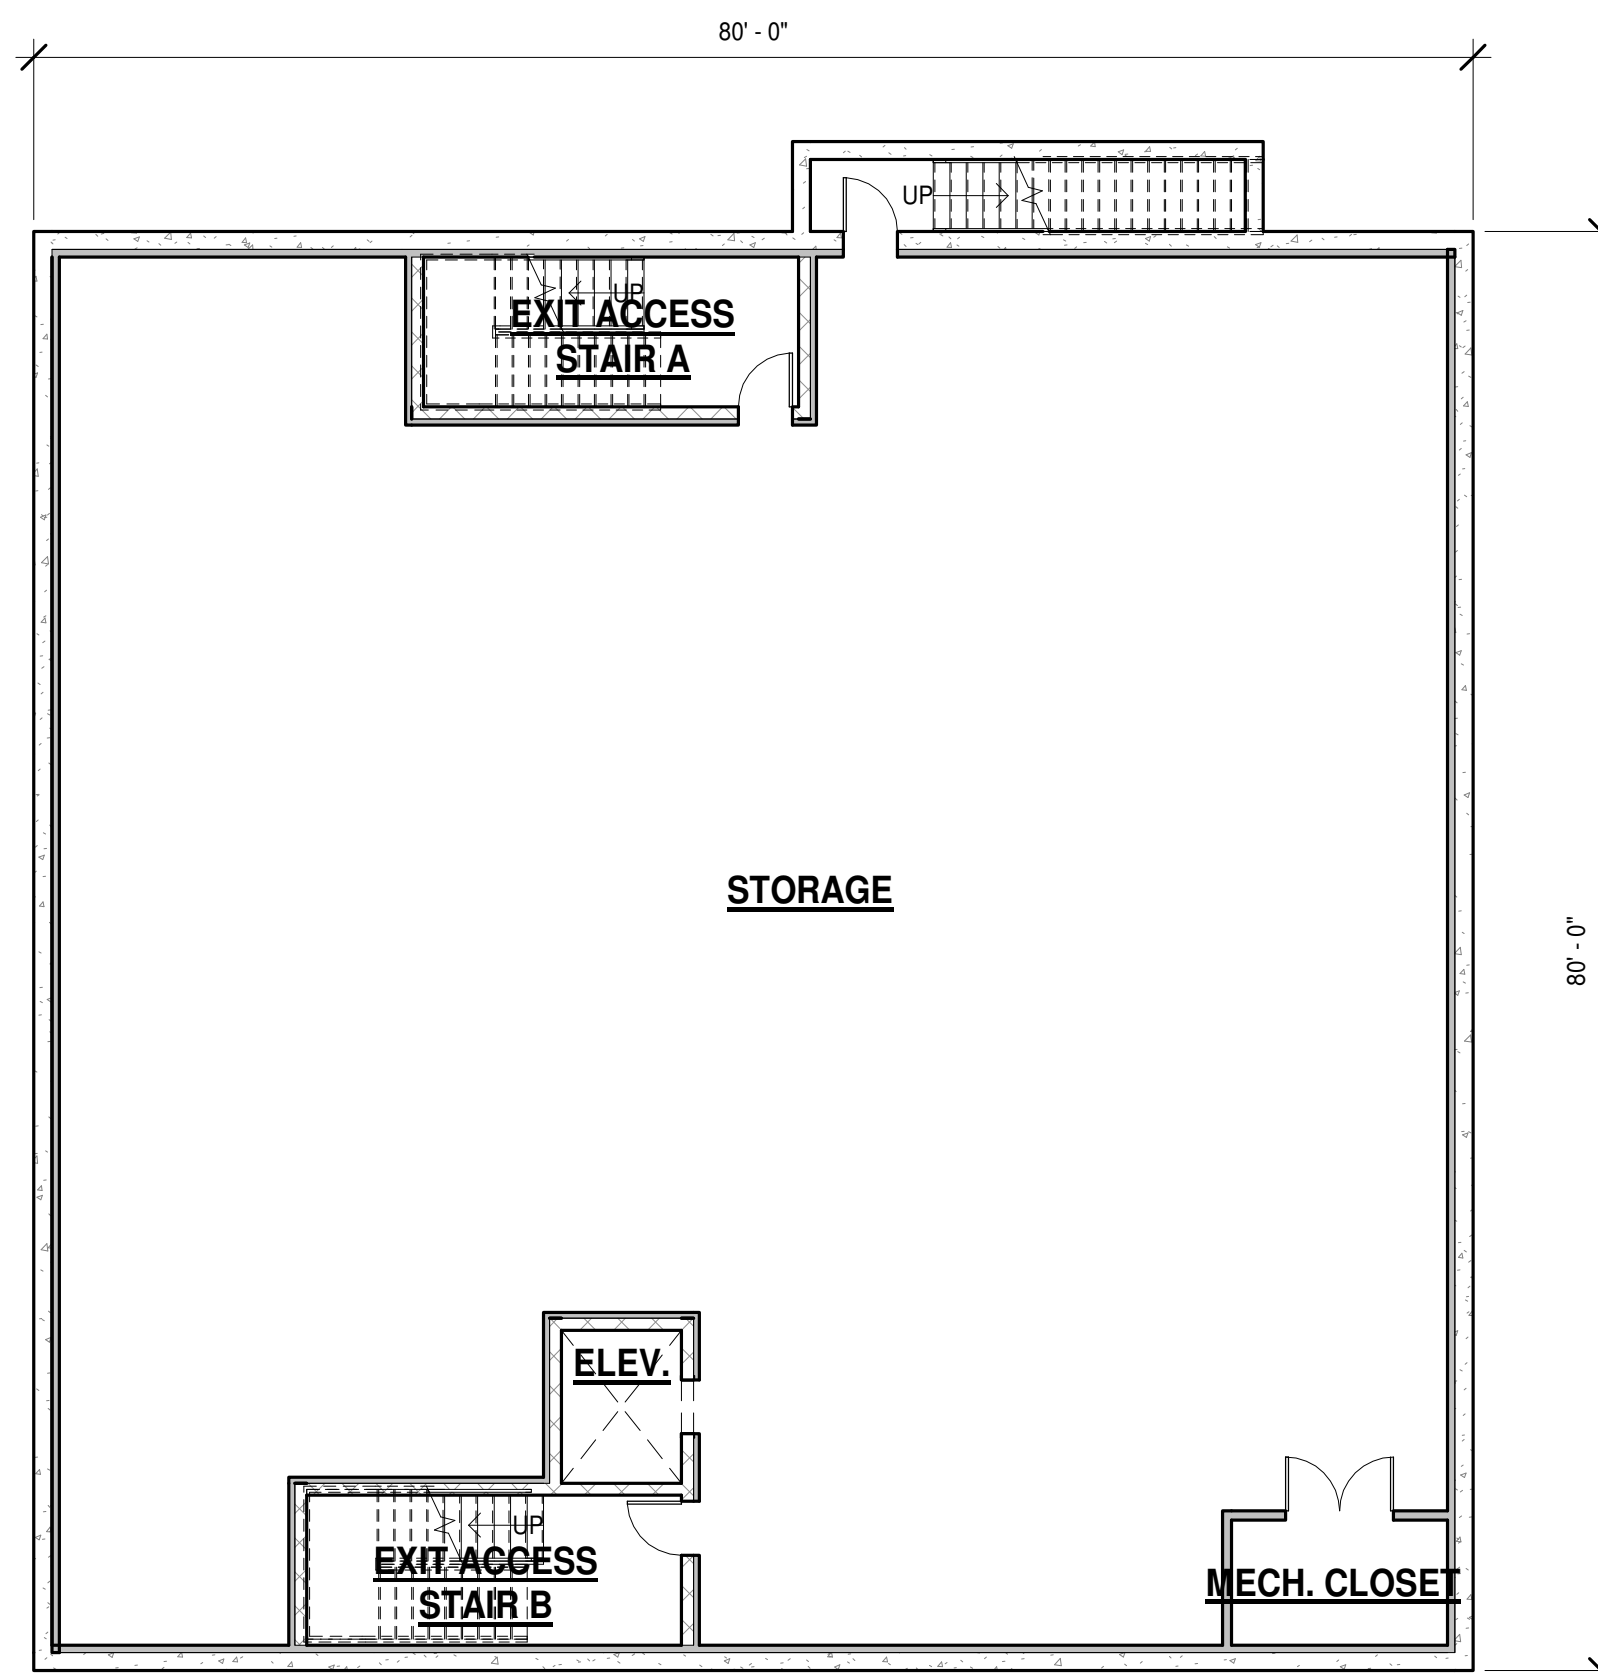 80' - 0"
UP
UP
EXIT ACCESS
STAIR A
STORAGE
80' - 0"
ELEV.
UP
EXIT ACCESS
STAIR B
MECH. CLOSET